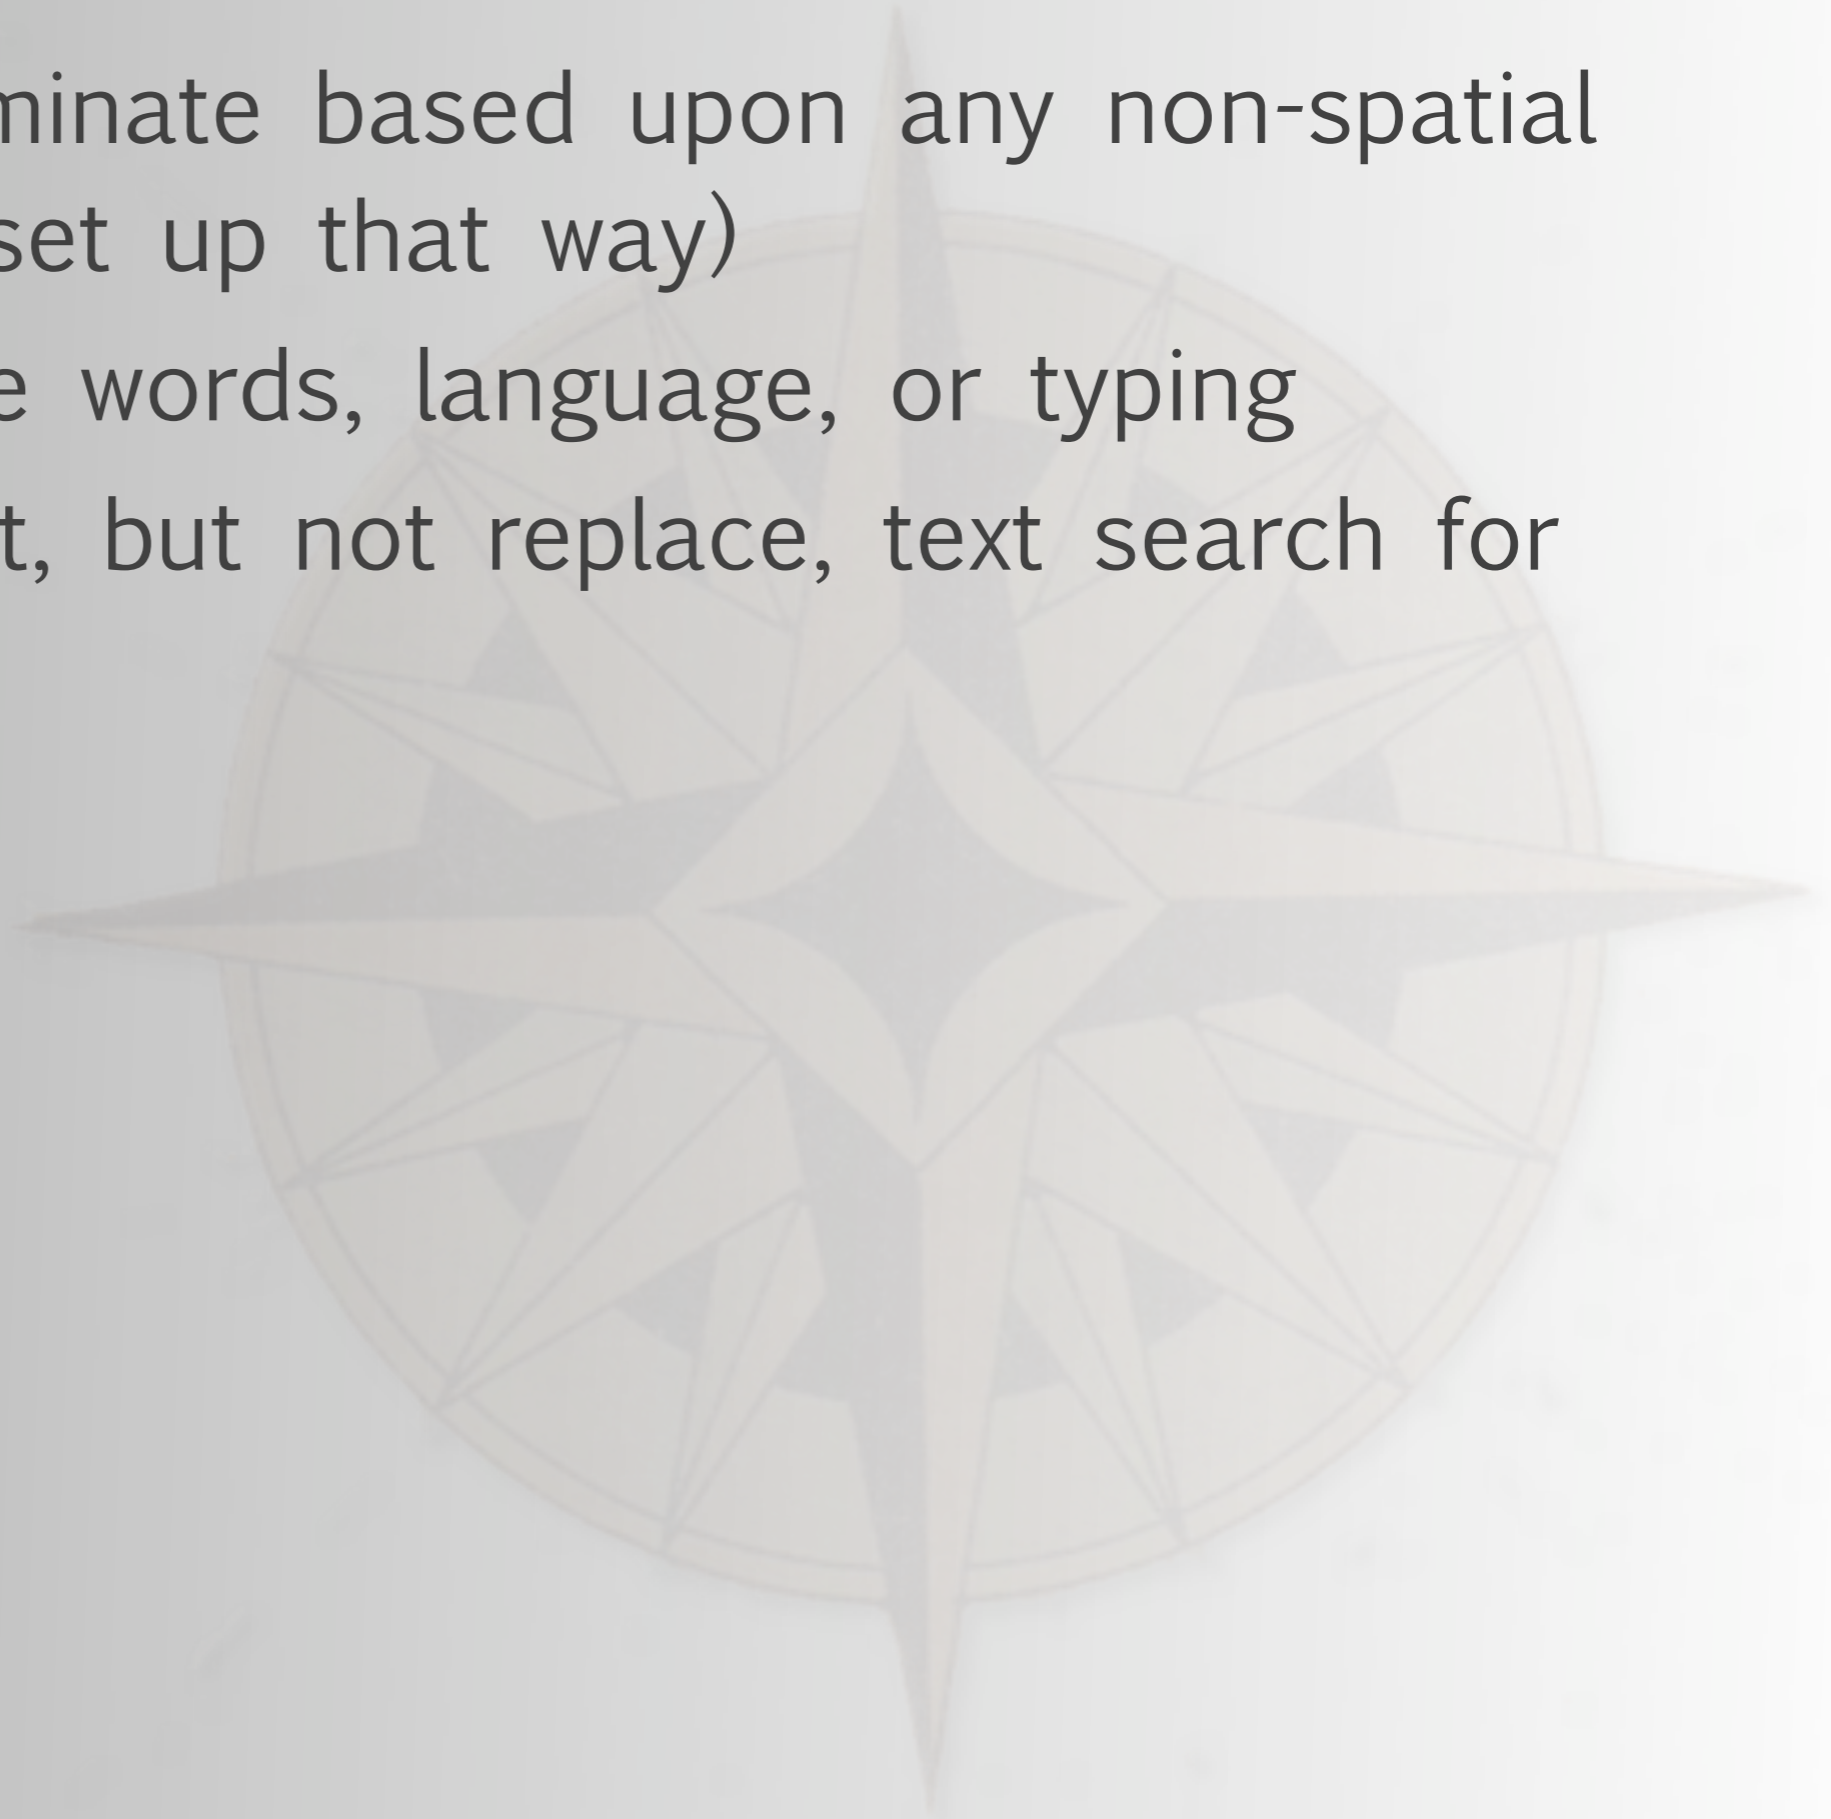 minate based upon any non-spatial
set up that way)
e words, language, or typing
t, but not replace, text search for